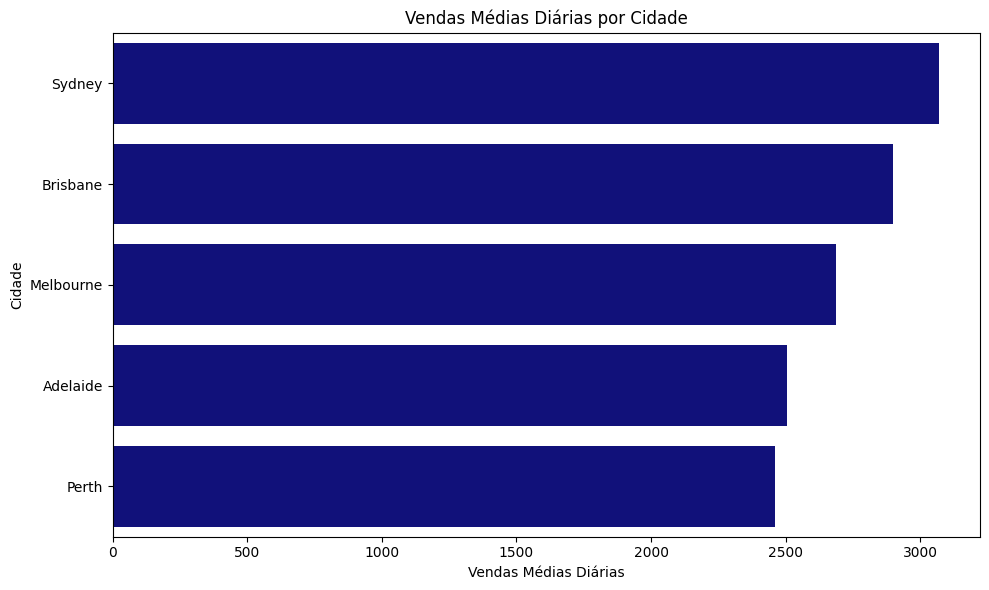 Vendas Médias Diárias por Cidade
Cidade
Sydney
Brisbane
Melbourne
Adelaide
Perth
0 500 1000 1500 2000 2500 3000
Vendas Médias Diárias